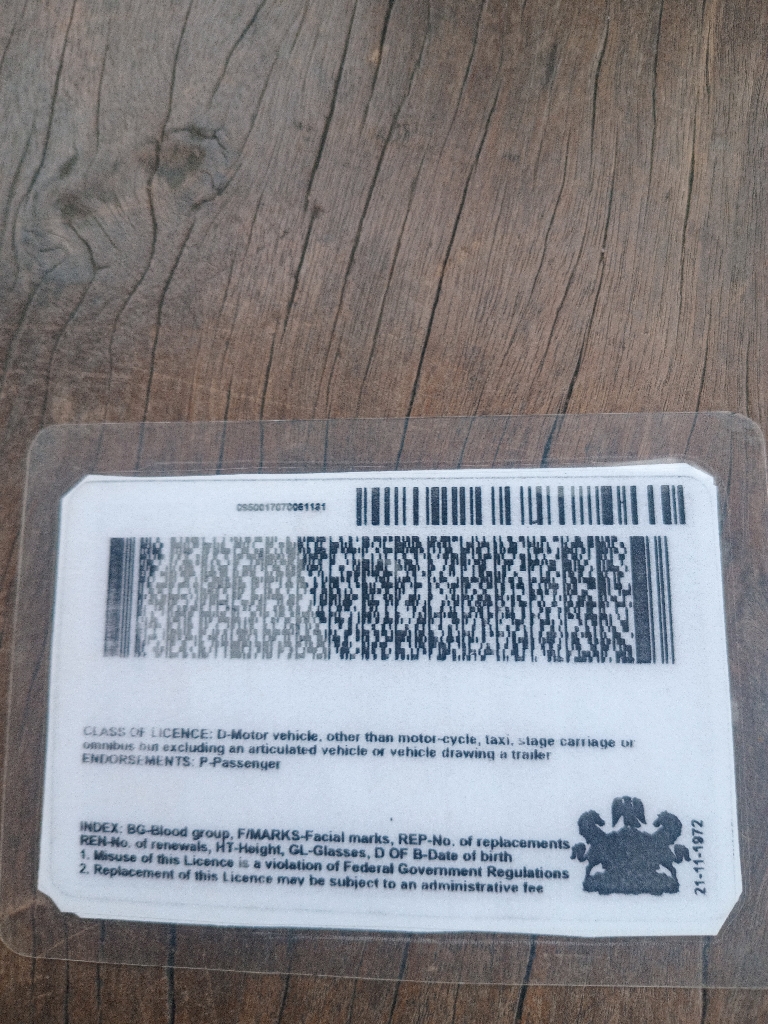 CLASS OF LICENCE: D-Motor vehicle, other than motor-cycle, taxi, stage carriage or
omnibus but excluding an articulated vehicle or vehicle drawing a trailer
ENDORSEMENTS: P-Passenger
INDEX: BG-Blood group, F/MARKS-Facial marks, REP-No. of replacements
REN-No. of renewals, HT-Height, GL-Glasses, D OF B-Date of birth
1. Misuse of this Licence is a violation of Federal Government Regulations
2. Replacement of this Licence may be subject to an administrative fee
21-11-1972